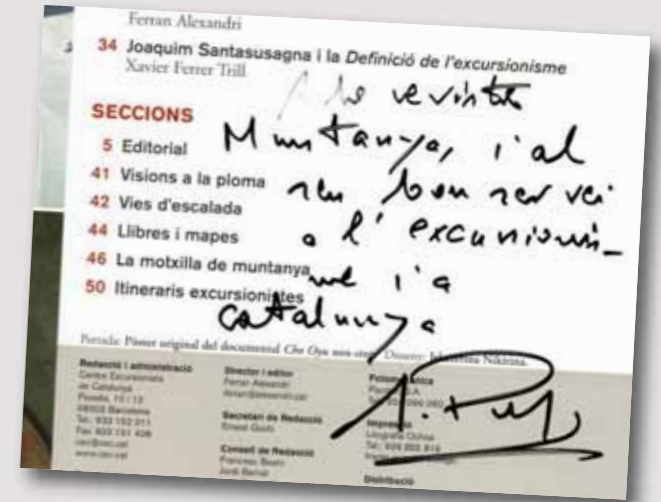 Ferran Alexandri
34 Joaquim Santasusagna i la Definició de l'excursionisme
Xavier Ferrer Trill
SECCIONS
5 Editorial
41 Visions a la ploma
42 Vies d'escalada
44 Llibres i mapes
46 La motxilla de muntanya
50 Itineraris excursionistes
A la revista
Muntanya, i al
seu bon servei
a l'excursionis-
me i a
Catalunya
Portada: Pòster original del documental Cho Oyu
Redacció i administració
Centre Excursionista
de Catalunya
Barcelona
Director i editor
Ferran Alexandri
Secretari de Redacció
Consell de Redacció
Impressió
Distribució